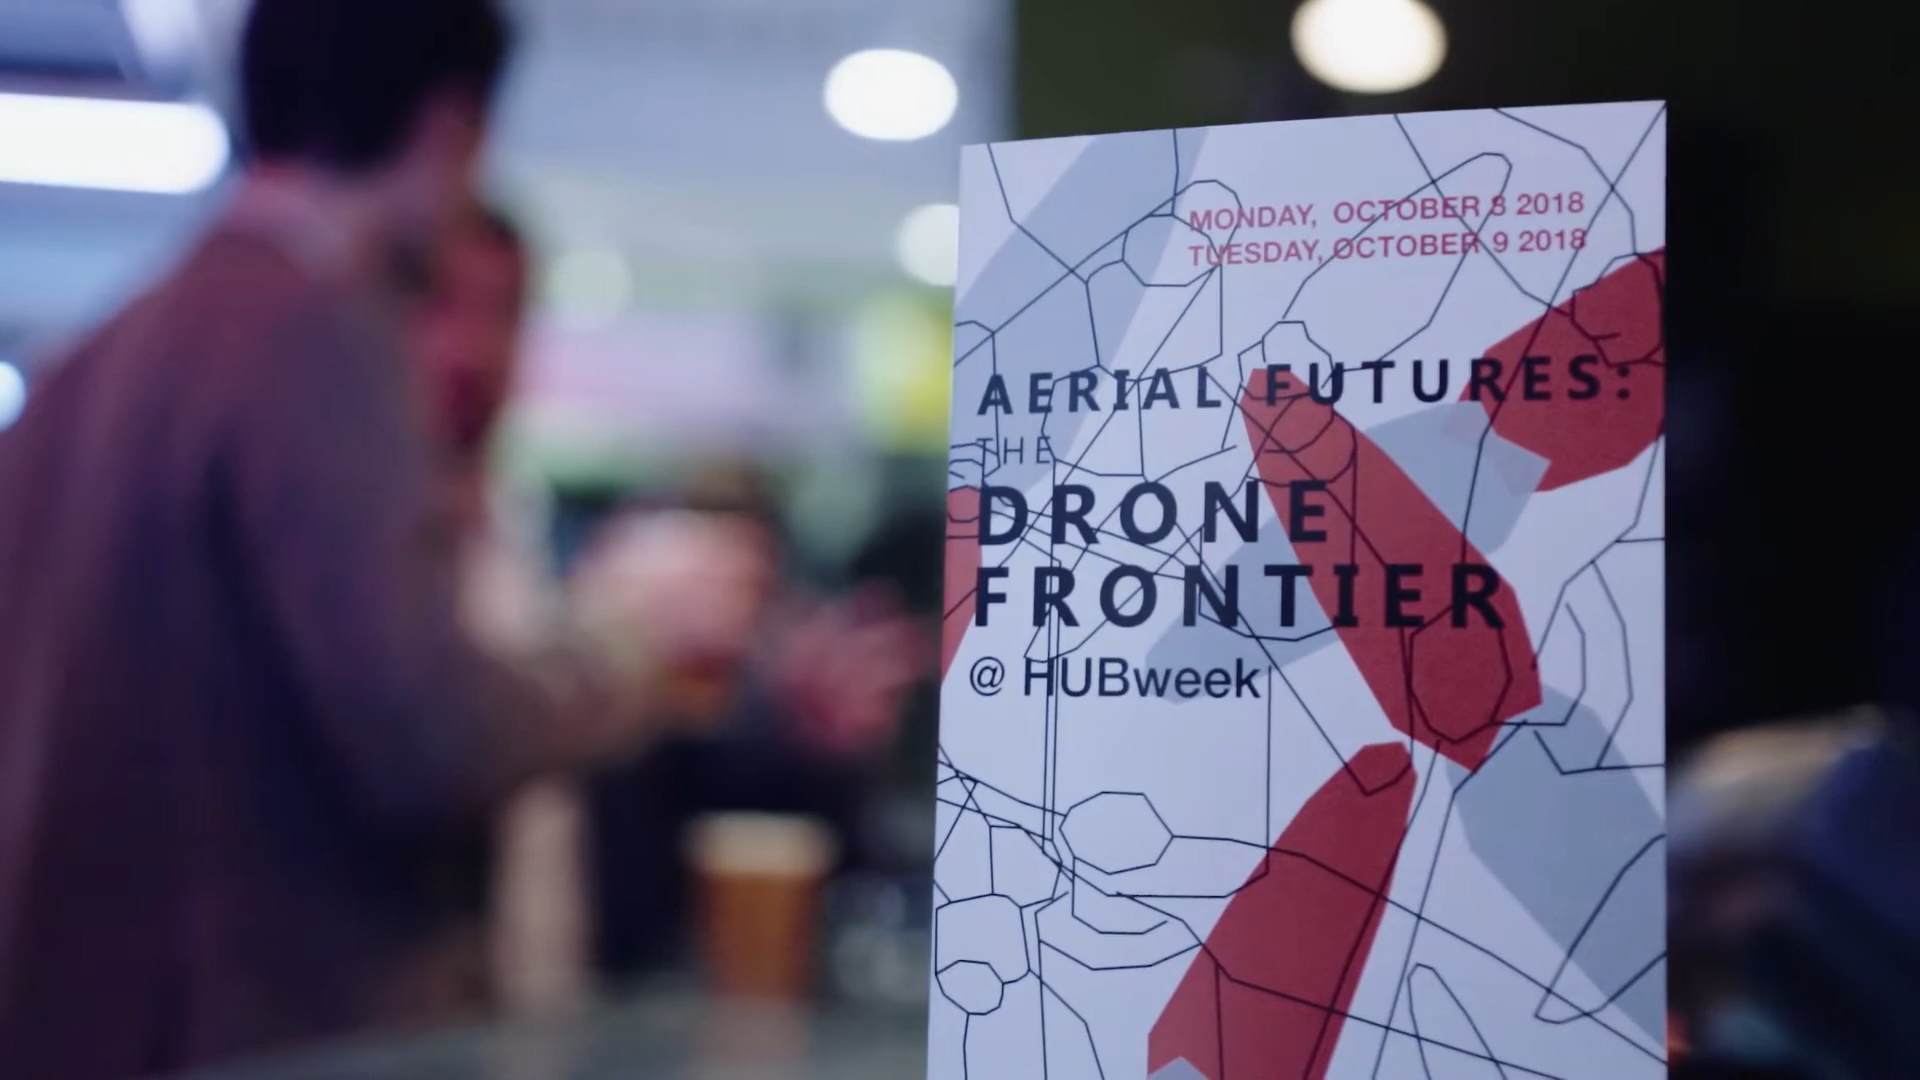 MONDAY, OCTOBER 8 2018
TUESDAY, OCTOBER 9 2018
AERIAL FUTURES:
THE
DRONE
FRONTIER
@ HUBweek